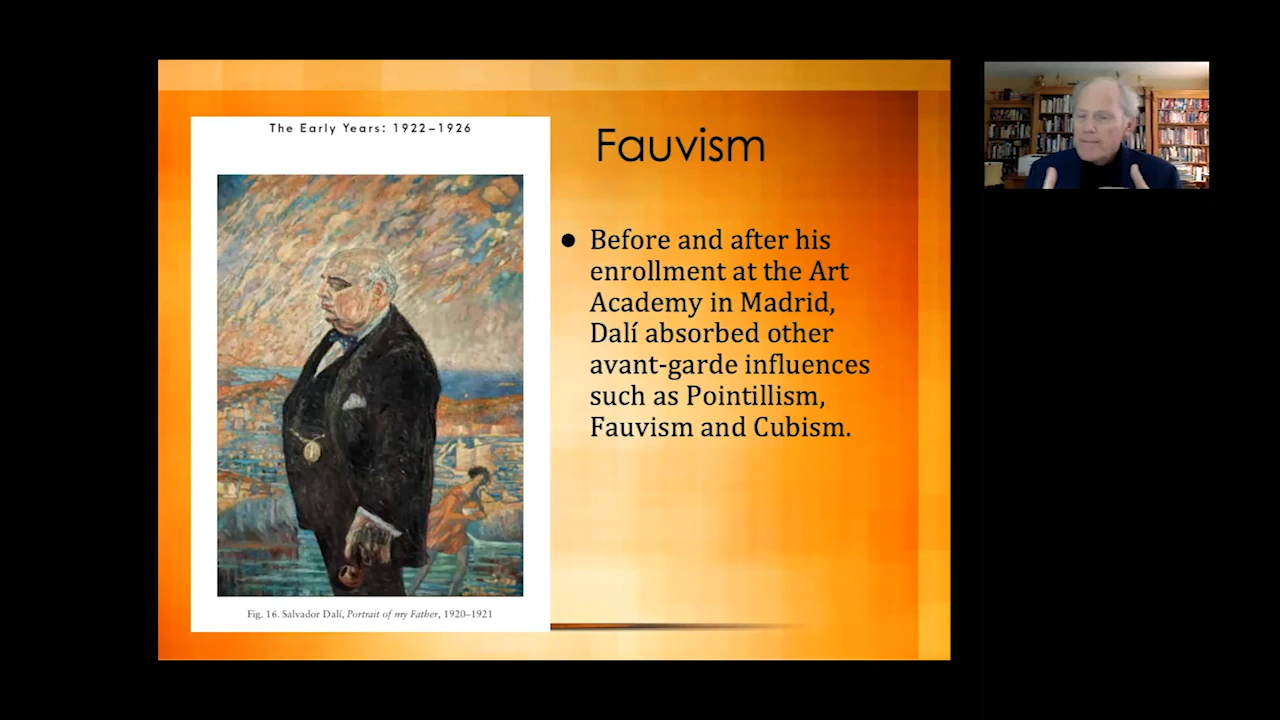 The Early Years: 1922–1926
Fig. 16. Salvador Dalí, Portrait of my Father, 1920–1921
Fauvism
● Before and after his
enrollment at the Art
Academy in Madrid,
Dalí absorbed other
avant-garde influences
such as Pointillism,
Fauvism and Cubism.